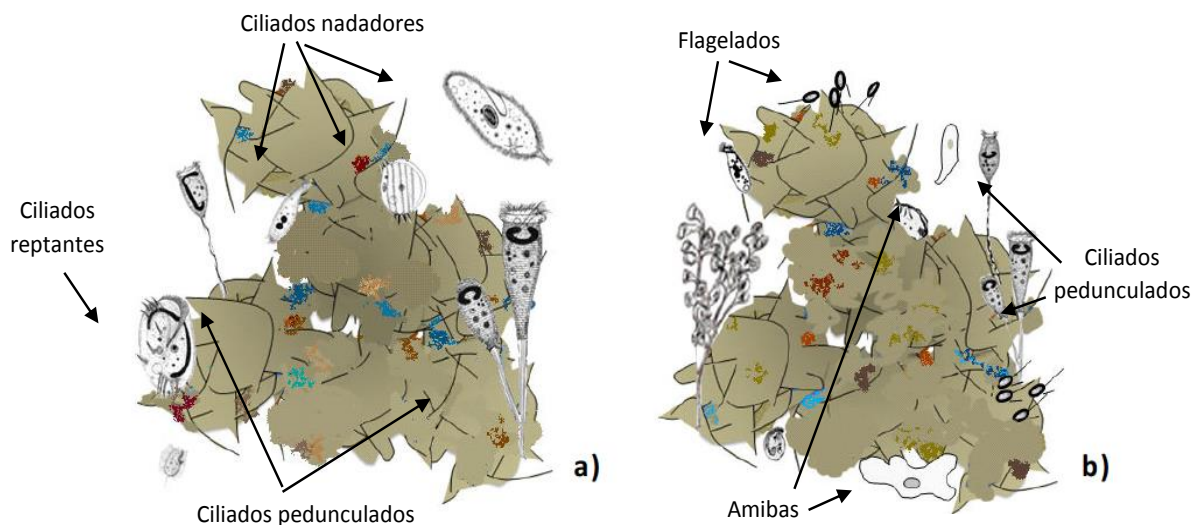 Ciliados nadadores
Ciliados
reptantes
Ciliados pedunculados
a)
Flagelados
Ciliados
pedunculados
Amibas
b)